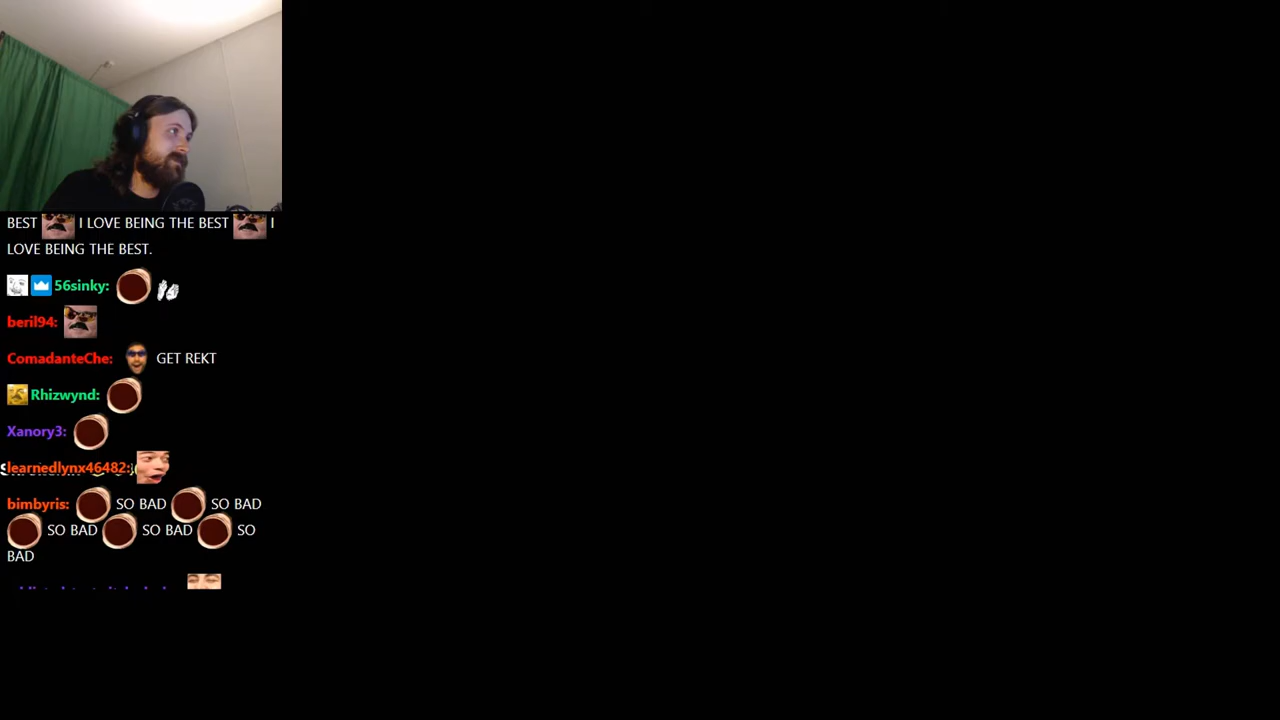 BEST I LOVE BEING THE BEST I
LOVE BEING THE BEST.
56sinky:
beril94:
ComadanteChe: GET REKT
Rhizwynd:
Xanory3:
learnedlynx46482:
bimbyris: SO BAD SO BAD
SO BAD SO BAD SO
BAD